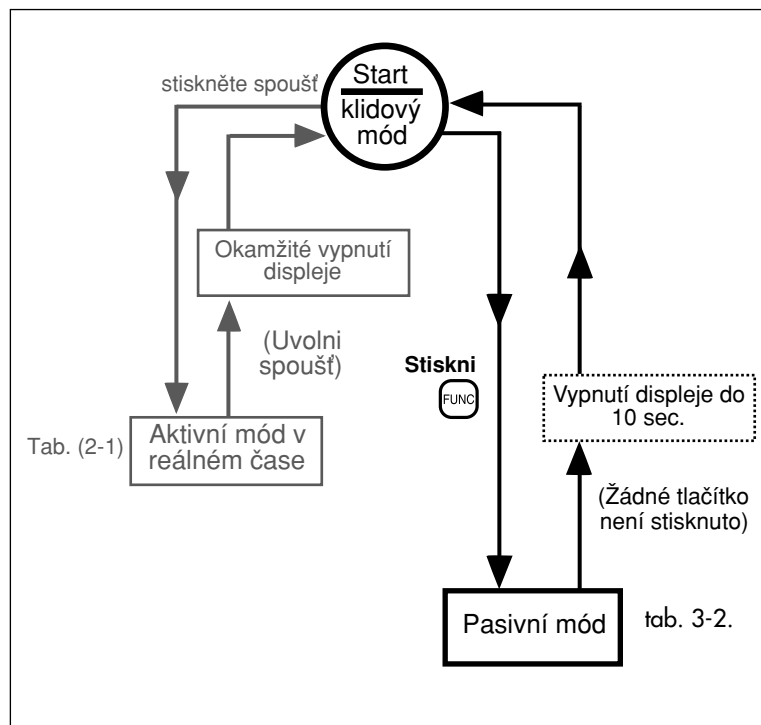 Start
klidový
mód
stiskněte spoušť
Okamžité vypnutí
displeje
(Uvolni
spoušť)
Tab. (2-1)
Aktivní mód v
reálném čase
Stiskni
FUNC
Vypnutí displeje do
10 sec.
(Žádné tlačítko
není stisknuto)
Pasivní mód
tab. 3-2.